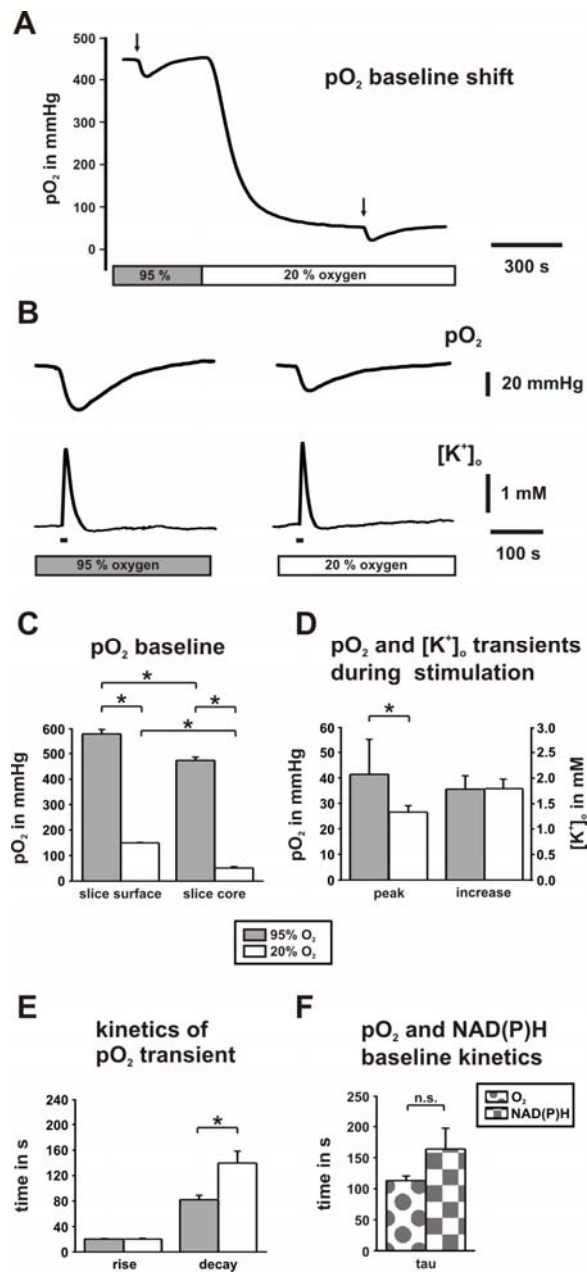 A
pO₂ baseline shift
pO₂ in mmHg
500
400
300
200
100
0
95 %
20 % oxygen
300 s
B
pO₂
20 mmHg
[K⁺]ₒ
1 mM
95 % oxygen
20 % oxygen
100 s
C
pO₂ baseline
*
*
*
*
pO₂ in mmHg
600
500
400
300
200
100
0
slice surface
slice core
D
pO₂ and [K⁺]ₒ transients
during stimulation
*
pO₂ in mmHg
60
50
40
30
20
10
0
3.0
2.5
2.0
1.5
1.0
0.5
0.0
[K⁺]ₒ in mM
peak
increase
95% O₂
20% O₂
E
kinetics of
pO₂ transient
*
time in s
240
200
160
120
80
40
0
rise
decay
F
pO₂ and NAD(P)H
baseline kinetics
n.s.
O₂
NAD(P)H
time in s
250
200
150
100
50
0
tau